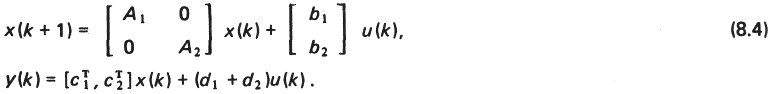 x(k + 1) = [ A₁ 0 ; 0 A₂ ] x(k) + [ b₁ ; b₂ ] u(k), (8.4)
y(k) = [c₁ᵀ, c₂ᵀ] x(k) + (d₁ + d₂)u(k) .